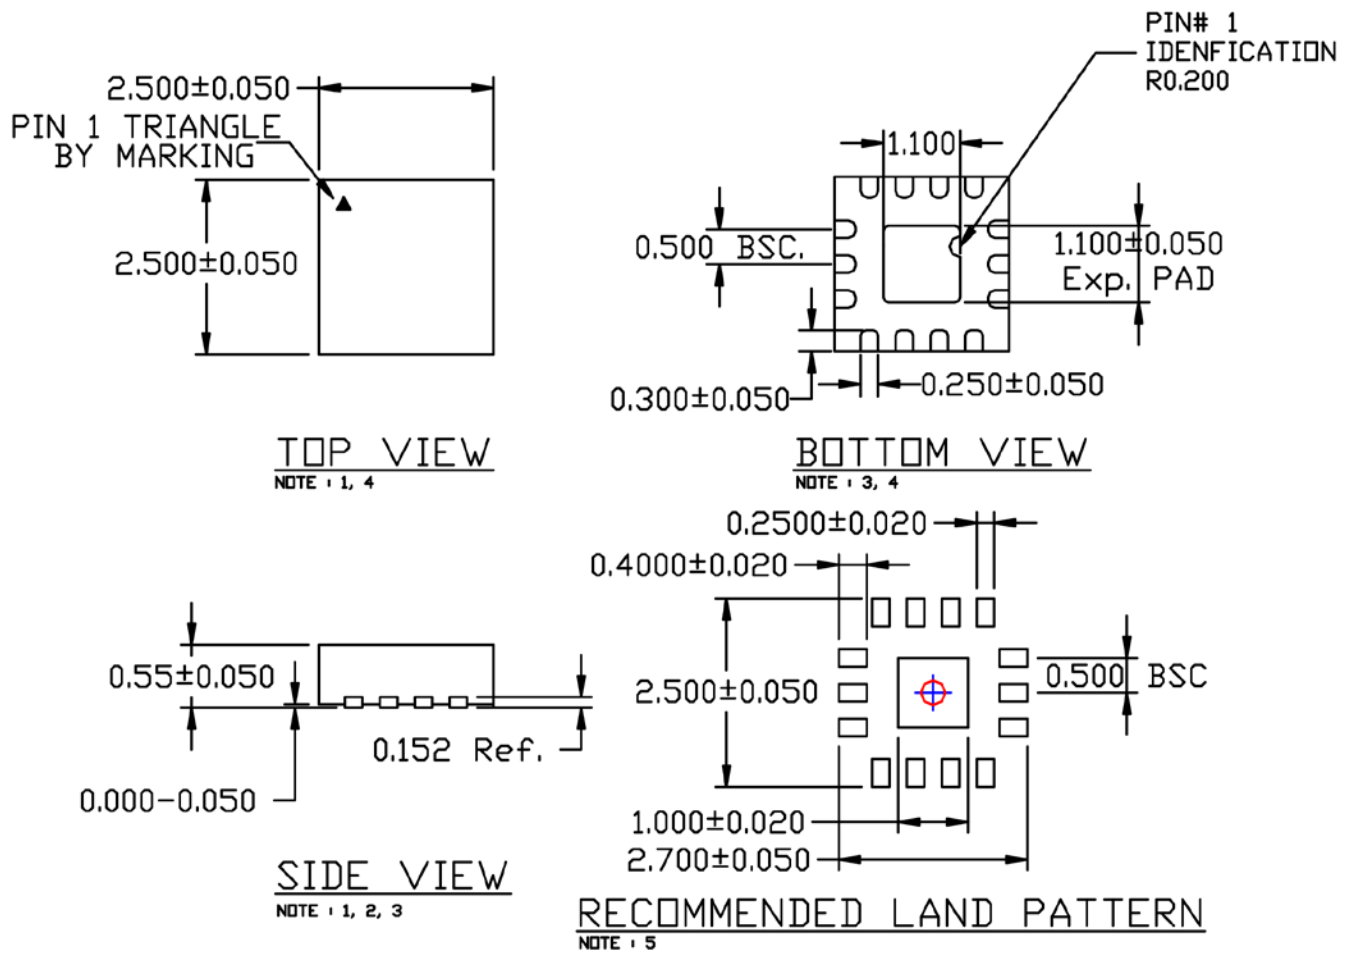 2.500±0.050
PIN 1 TRIANGLE
BY MARKING
2.500±0.050
TOP VIEW
NOTE : 1, 4
PIN# 1
IDENFICATION
R0.200
1.100
0.500 BSC.
1.100±0.050
Exp. PAD
0.300±0.050
0.250±0.050
BOTTOM VIEW
NOTE : 3, 4
0.55±0.050
0.152 Ref.
0.000-0.050
SIDE VIEW
NOTE : 1, 2, 3
0.2500±0.020
0.4000±0.020
2.500±0.050
0.500 BSC
1.000±0.020
2.700±0.050
RECOMMENDED LAND PATTERN
NOTE : 5